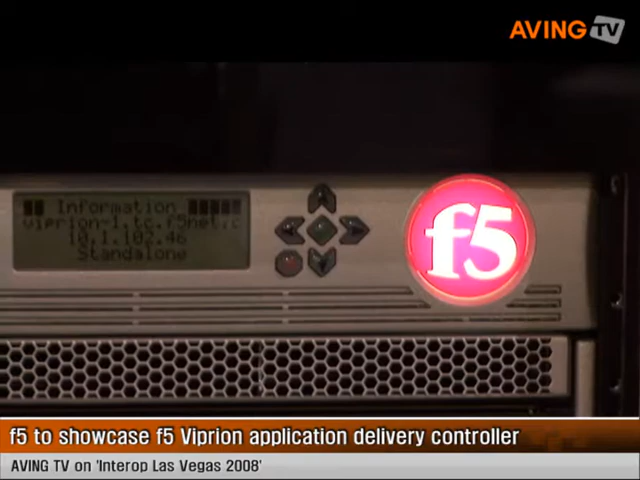 AVING TV
Information
viprion-1.tc.f5net.c
10.1.102.46
Standalone
f5
f5 to showcase f5 Viprion application delivery controller
AVING TV on 'Interop Las Vegas 2008'